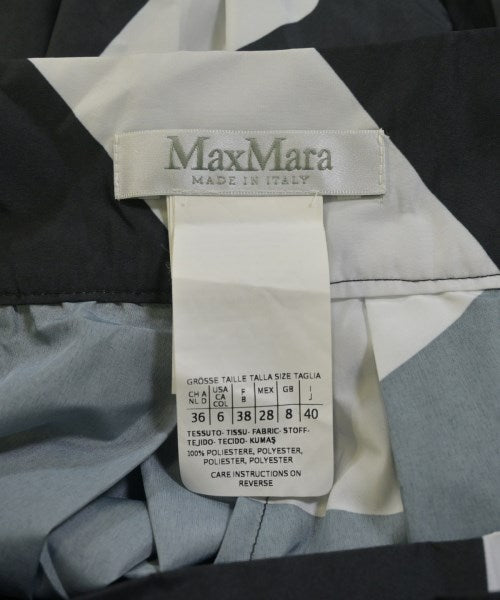 MaxMara
MADE IN ITALY
GRÖSSE TAILLE TALLA SIZE TAGLIA
CH A NL D USA CA COL F B MEX GB I J
36 6 38 28 8 40
TESSUTO- TISSU- FABRIC- STOFF-
TEJIDO- TECIDO- KUMAŞ
100% POLIESTERE, POLYESTER,
POLIESTER, POLYESTER, POLYESTER
CARE INSTRUCTIONS ON
REVERSE